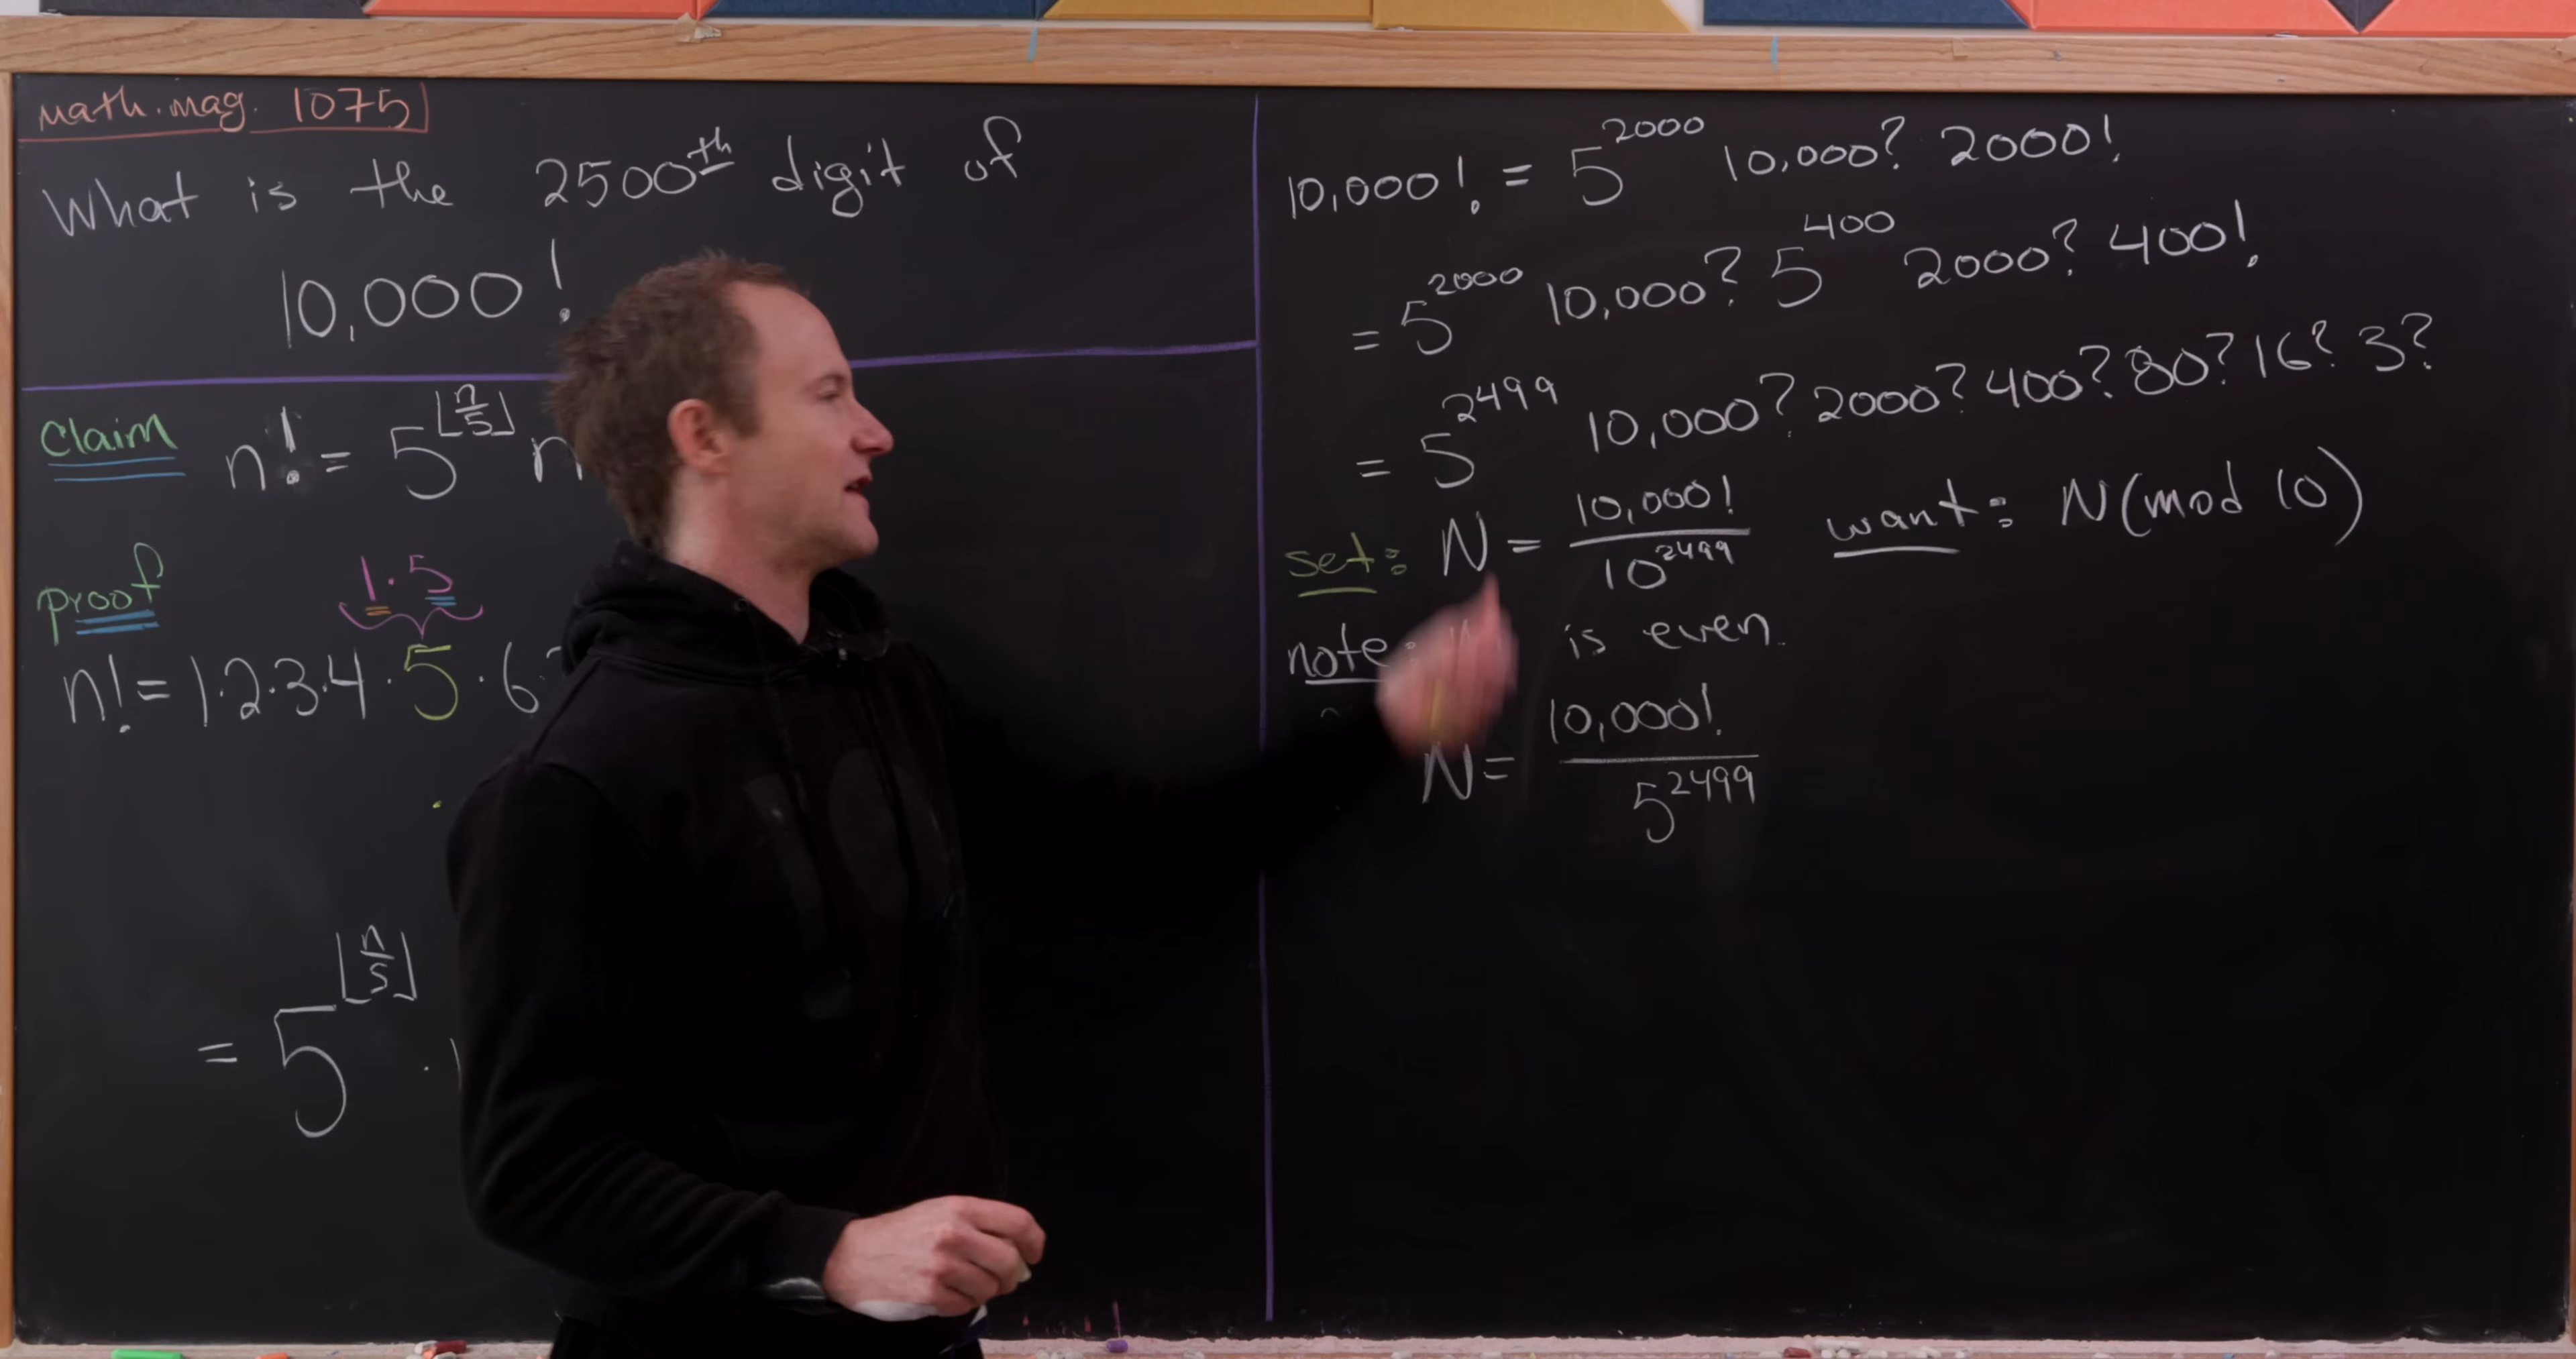 math.mag. 1075
What is the 2500th digit of
10,000!
Claim n! = 5^⌊n/5⌋ n
Proof 1·5
n! = 1·2·3·4·5·6·
= 5^⌊n/5⌋ ·
10,000! = 5^2000 10,000? 2000!
= 5^2000 10,000? 5^400 2000? 400!
= 5^2499 10,000? 2000? 400? 80? 16? 3?
set: N = 10,000!/10^2499 want: N(mod 10)
note: is even.
N = 10,000!/5^2499